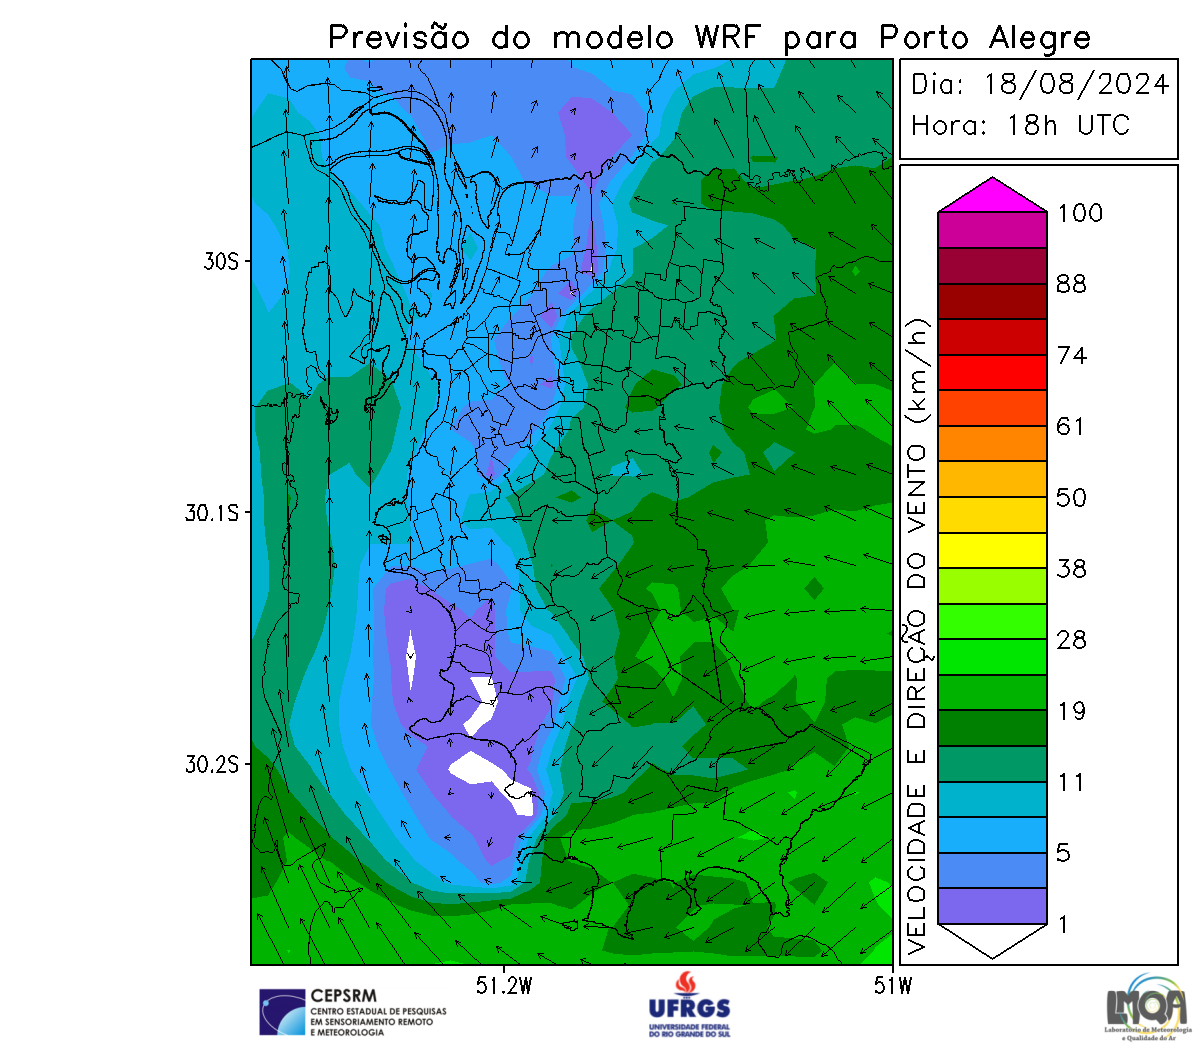 Previsão do modelo WRF para Porto Alegre
Dia: 18/08/2024
Hora: 18h UTC
30S
30.1S
30.2S
51.2W
51W
VELOCIDADE E DIREÇÃO DO VENTO (km/h)
100
88
74
61
50
38
28
19
11
5
1
CEPSRM
CENTRO ESTADUAL DE PESQUISAS
EM SENSORIAMENTO REMOTO
E METEOROLOGIA
UFRGS
UNIVERSIDADE FEDERAL
DO RIO GRANDE DO SUL
LMQA
Laboratório de Meteorologia
e Qualidade do Ar